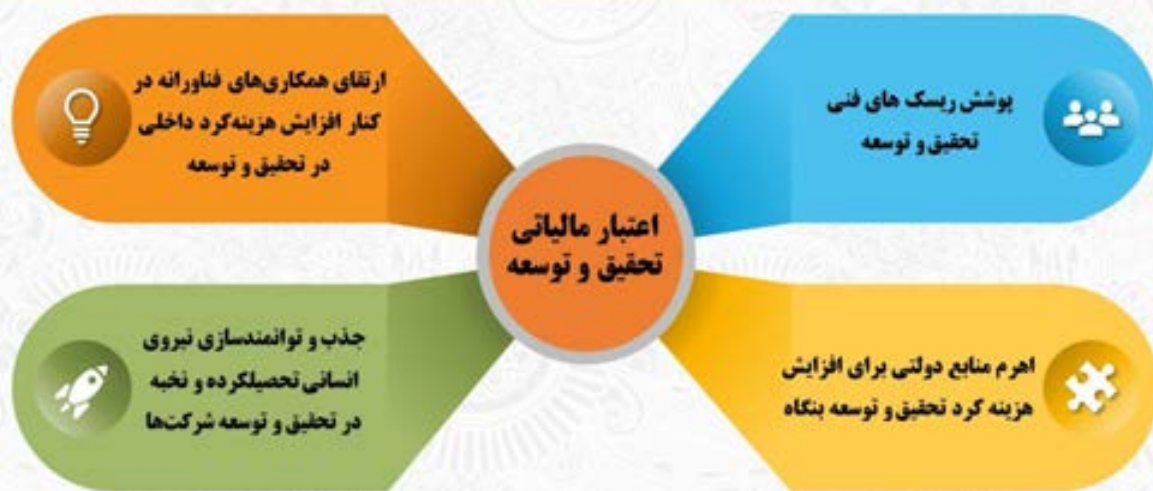 اعتبار مالیاتی
تحقیق و توسعه
پوشش ریسک های فنی
تحقیق و توسعه
ارتقای همکاری‌های فناورانه در
کنار افزایش هزینه‌کرد داخلی
در تحقیق و توسعه
اهرم منابع دولتی برای افزایش
هزینه کرد تحقیق و توسعه بنگاه
جذب و توانمندسازی نیروی
انسانی تحصیلکرده و نخبه
در تحقیق و توسعه شرکت‌ها